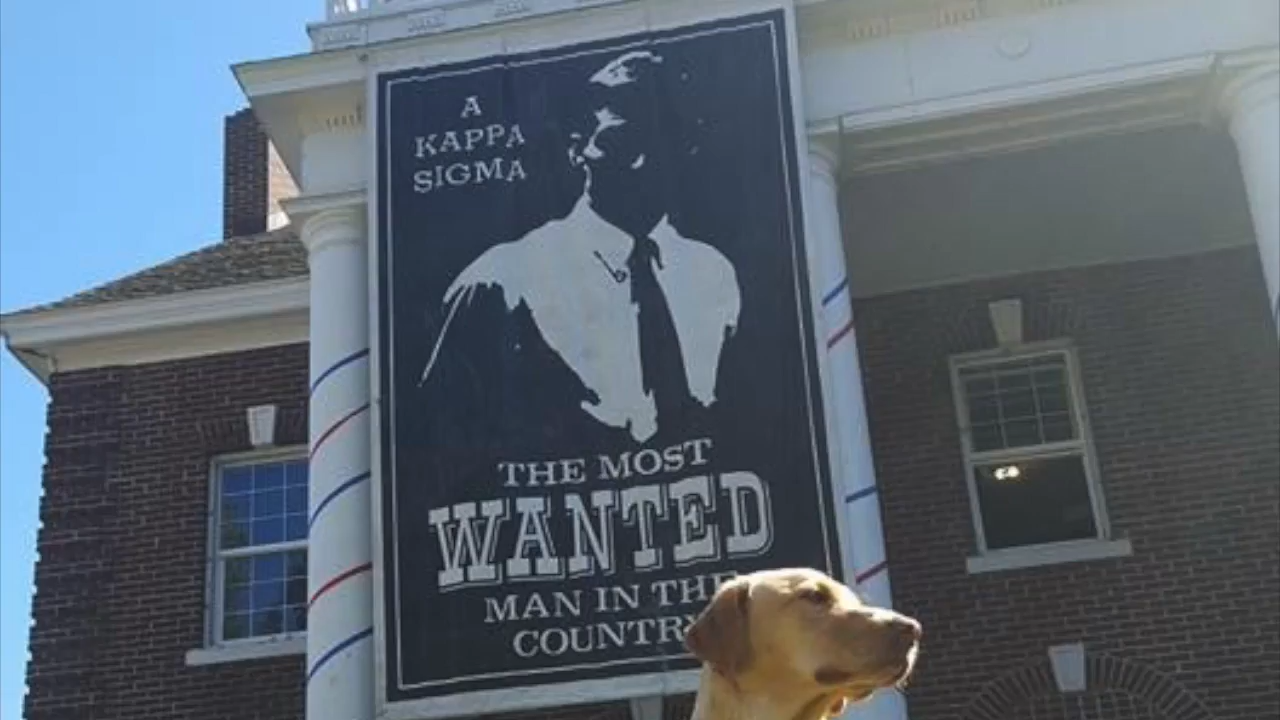 A
KAPPA
SIGMA
THE MOST
WANTED
MAN IN THE
COUNTRY